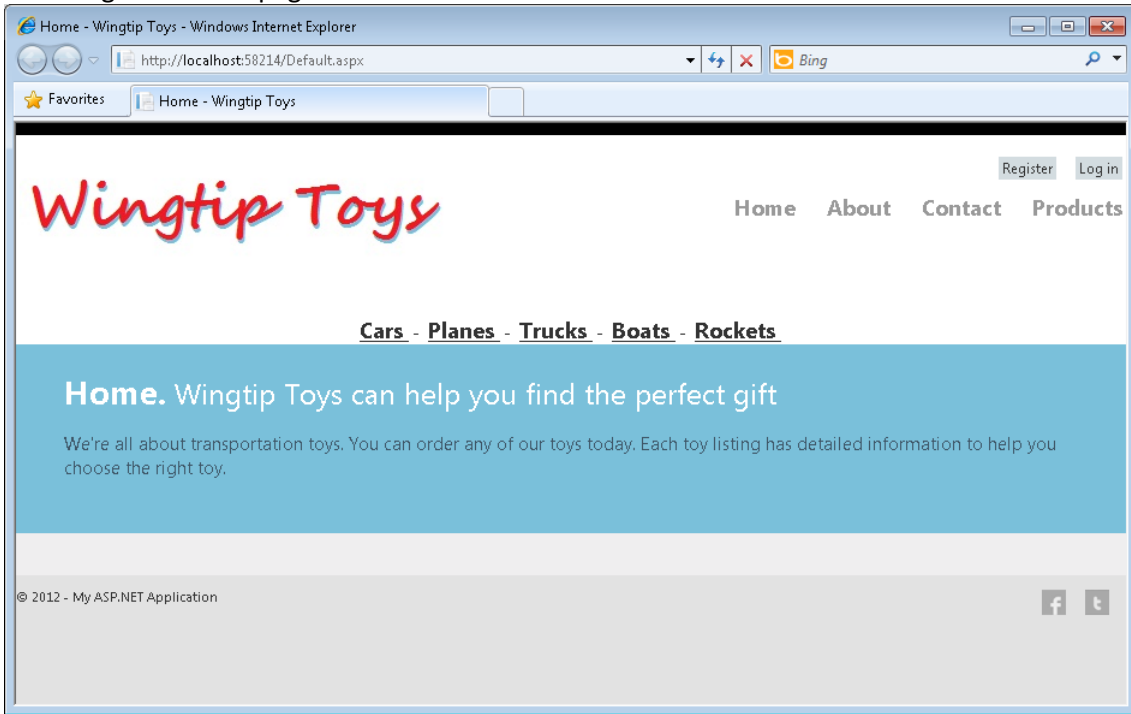 Home - Wingtip Toys - Windows Internet Explorer
http://localhost:58214/Default.aspx
Bing
Favorites
Home - Wingtip Toys
Register Log in
Wingtip Toys
Home About Contact Products
Cars - Planes - Trucks - Boats - Rockets
Home. Wingtip Toys can help you find the perfect gift
We're all about transportation toys. You can order any of our toys today. Each toy listing has detailed information to help you
choose the right toy.
© 2012 - My ASP.NET Application
f t